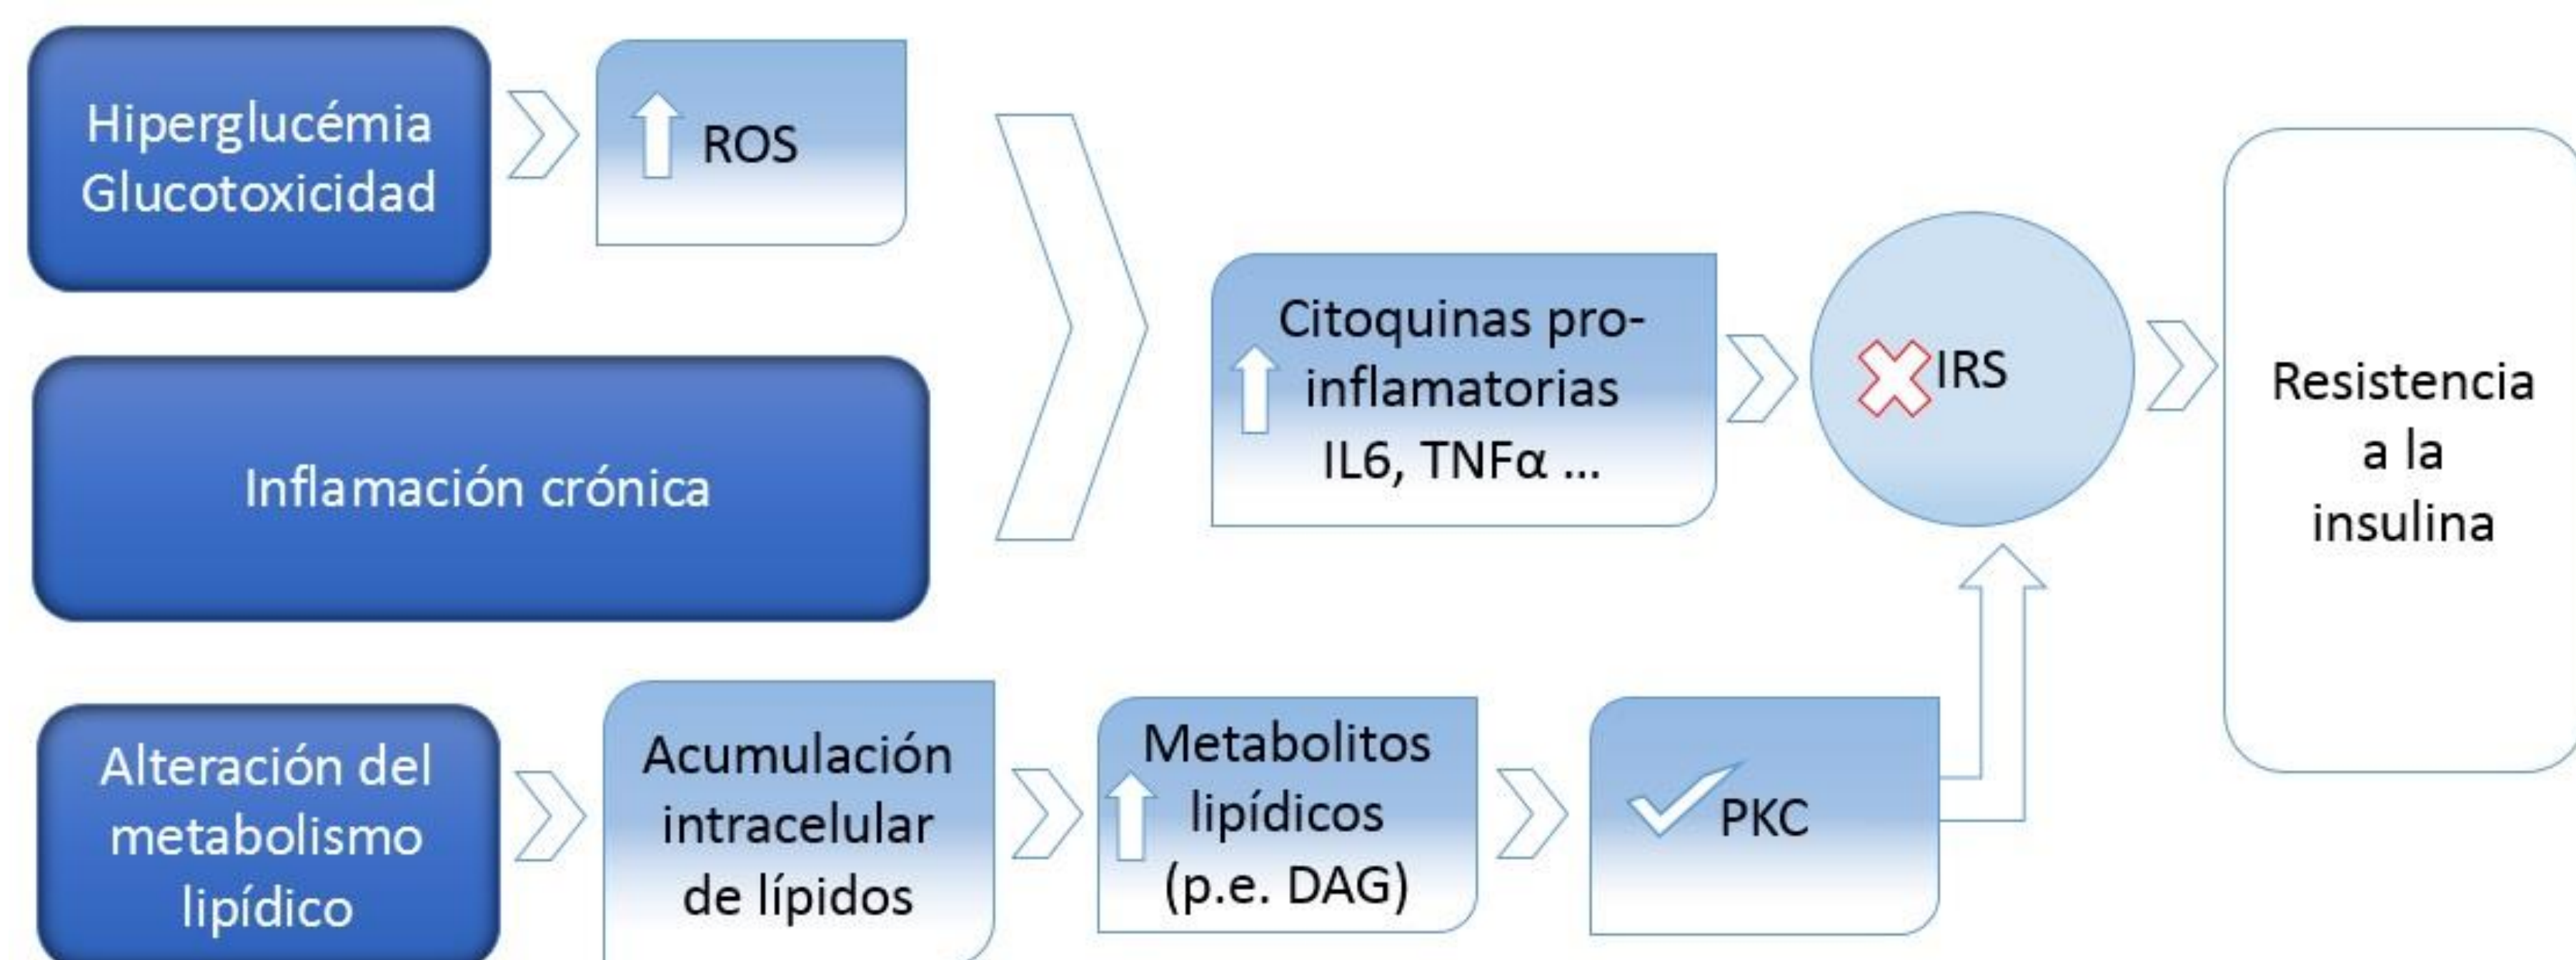 Hiperglucémia
Glucotoxicidad
ROS
Inflamación crónica
Citoquinas pro-
inflamatorias
IL6, TNFα ...
IRS
Resistencia
a la
insulina
Alteración del
metabolismo
lipídico
Acumulación
intracelular
de lípidos
Metabolitos
lipídicos
(p.e. DAG)
PKC